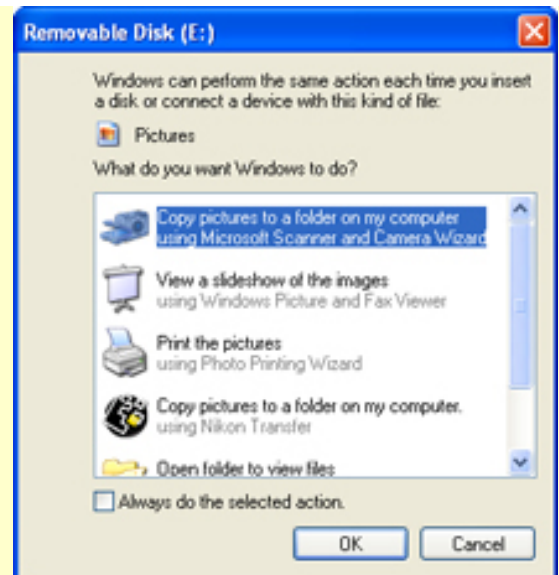 Removable Disk (E:)
Windows can perform the same action each time you insert
a disk or connect a device with this kind of file:
Pictures
What do you want Windows to do?
Copy pictures to a folder on my computer
using Microsoft Scanner and Camera Wizard
View a slideshow of the images
using Windows Picture and Fax Viewer
Print the pictures
using Photo Printing Wizard
Copy pictures to a folder on my computer.
using Nikon Transfer
Open folder to view files
Always do the selected action.
OK
Cancel